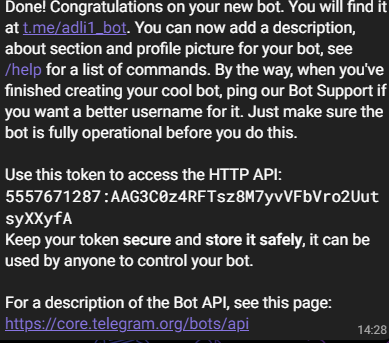 Done! Congratulations on your new bot. You will find it
at t.me/adli1_bot. You can now add a description,
about section and profile picture for your bot, see
/help for a list of commands. By the way, when you've
finished creating your cool bot, ping our Bot Support if
you want a better username for it. Just make sure the
bot is fully operational before you do this.

Use this token to access the HTTP API:
5557671287:AAG3C0z4RFTsz8M7yvVFbVro2Uut
syXXyfA
Keep your token secure and store it safely, it can be
used by anyone to control your bot.

For a description of the Bot API, see this page:
https://core.telegram.org/bots/api
14:28